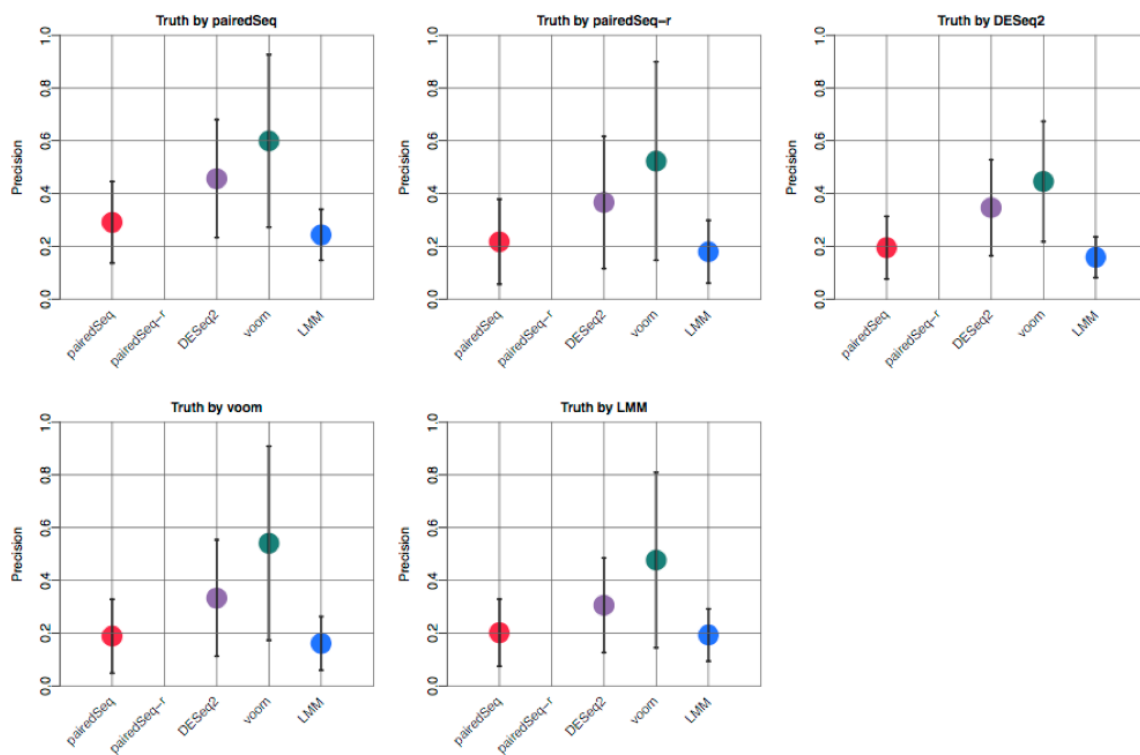 Truth by pairedSeq
Precision
0.0 0.2 0.4 0.6 0.8 1.0
pairedSeq pairedSeq−r DESeq2 voom LMM
Truth by pairedSeq−r
Precision
0.0 0.2 0.4 0.6 0.8 1.0
pairedSeq pairedSeq−r DESeq2 voom LMM
Truth by DESeq2
Precision
0.0 0.2 0.4 0.6 0.8 1.0
pairedSeq pairedSeq−r DESeq2 voom LMM
Truth by voom
Precision
0.0 0.2 0.4 0.6 0.8 1.0
pairedSeq pairedSeq−r DESeq2 voom LMM
Truth by LMM
Precision
0.0 0.2 0.4 0.6 0.8 1.0
pairedSeq pairedSeq−r DESeq2 voom LMM